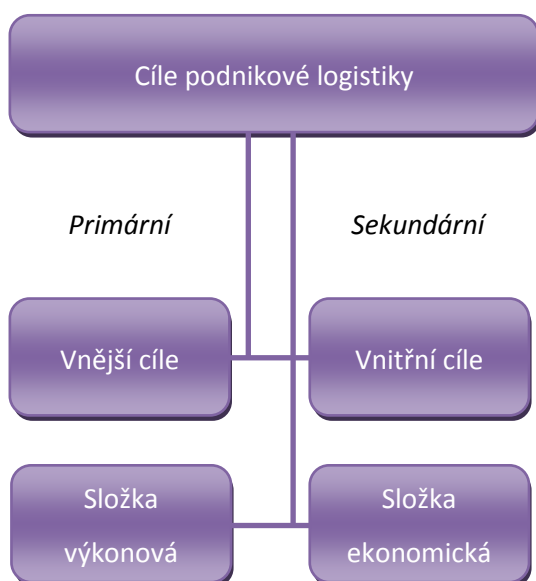 Cíle podnikové logistiky
Primární
Sekundární
Vnější cíle
Vnitřní cíle
Složka
výkonová
Složka
ekonomická